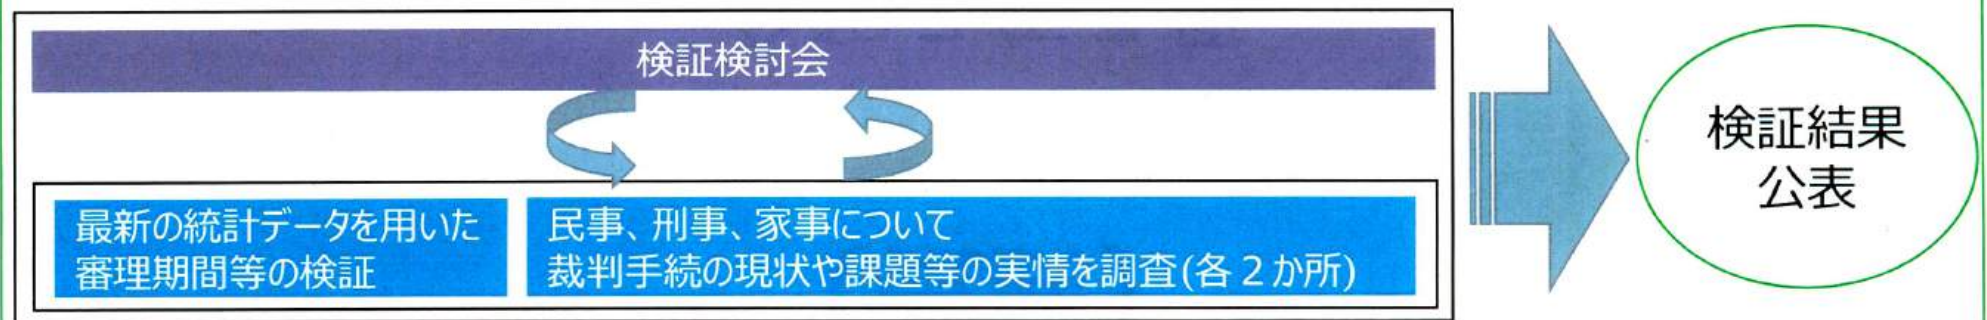 検証検討会
最新の統計データを用いた
審理期間等の検証
民事、刑事、家事について
裁判手続の現状や課題等の実情を調査(各２か所)
検証結果
公表